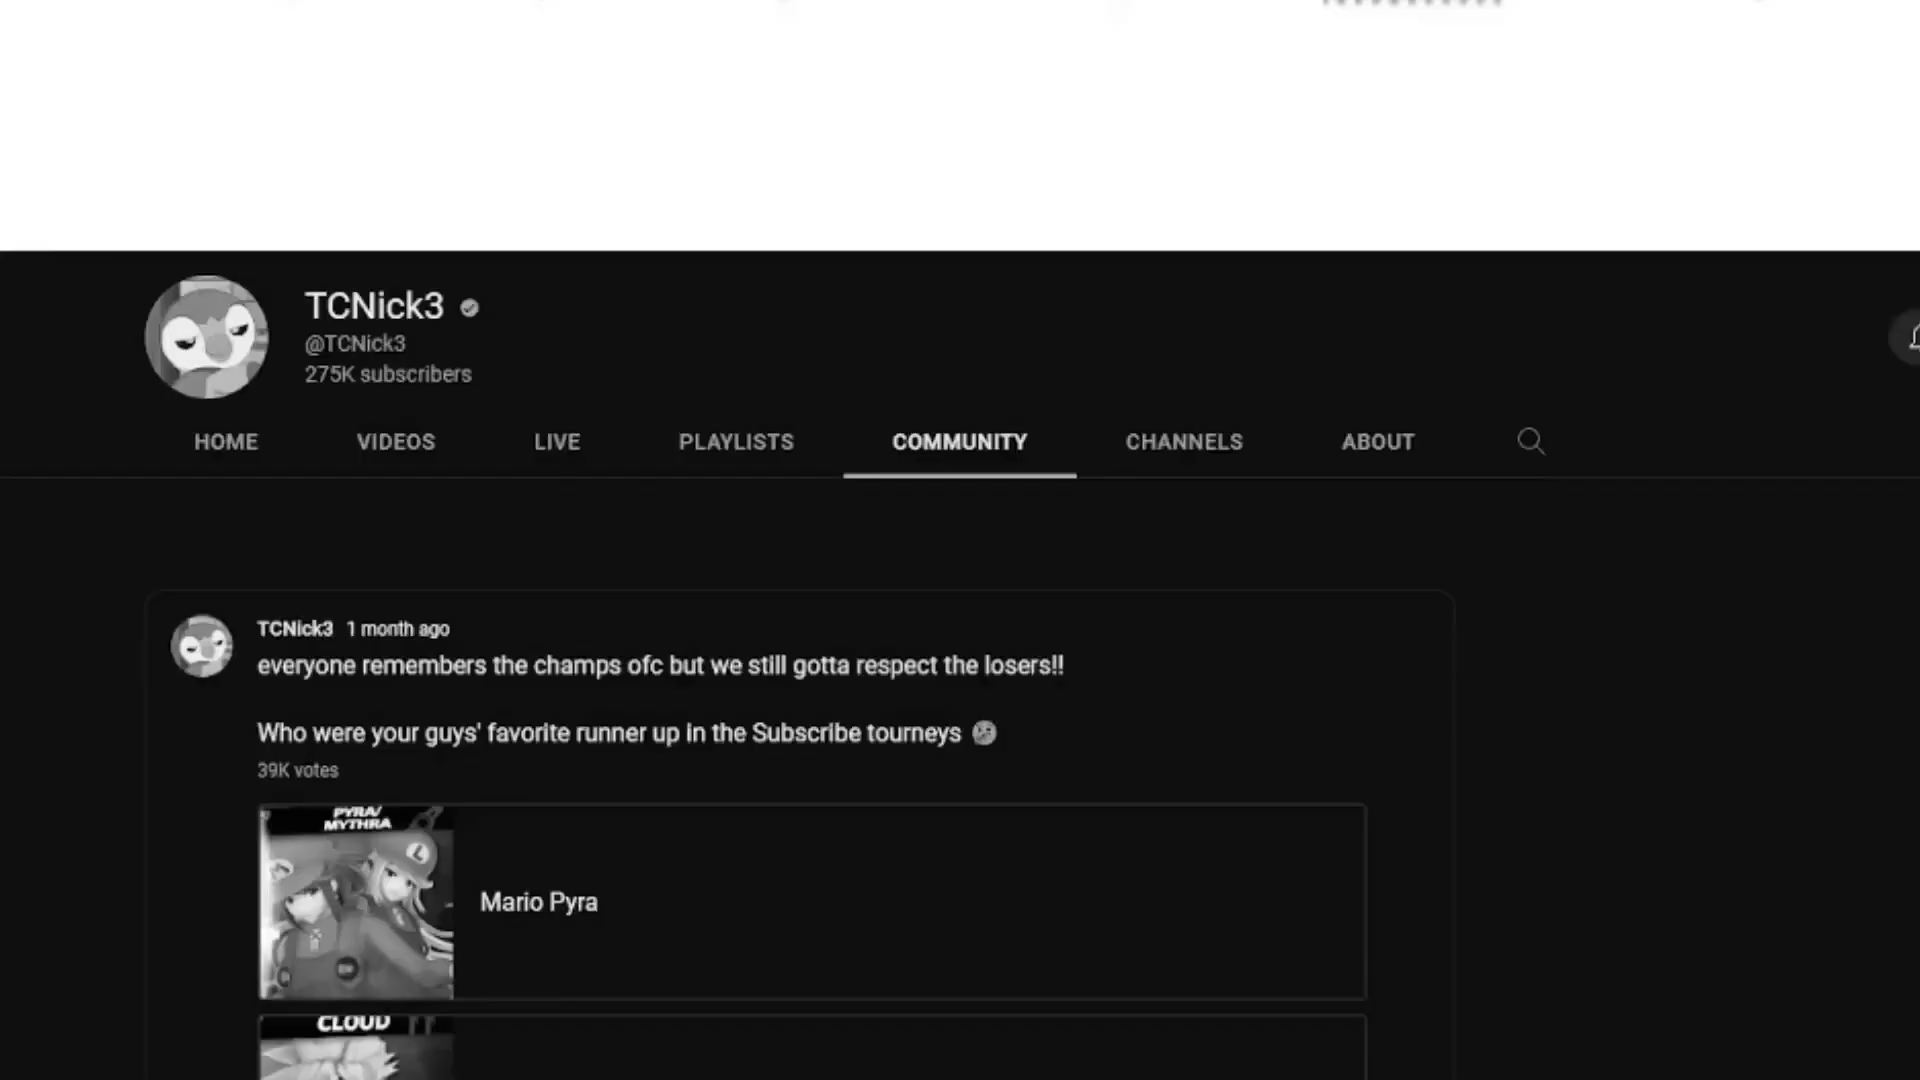 TCNick3
@TCNick3
275K subscribers
HOME VIDEOS LIVE PLAYLISTS COMMUNITY CHANNELS ABOUT
TCNick3 1 month ago
everyone remembers the champs ofc but we still gotta respect the losers!!
Who were your guys' favorite runner up in the Subscribe tourneys
39K votes
PYRA/
MYTHRA
L
Mario Pyra
CLOUD